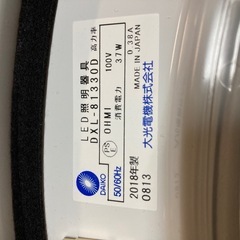 LED照明器具
DXL-81330D
高力率
100V
0.38A
37W
消費電力
PS
E
OHMI
50/60Hz
DAIKO
MADE IN JAPAN
大光電機株式会社
2018年製
0813